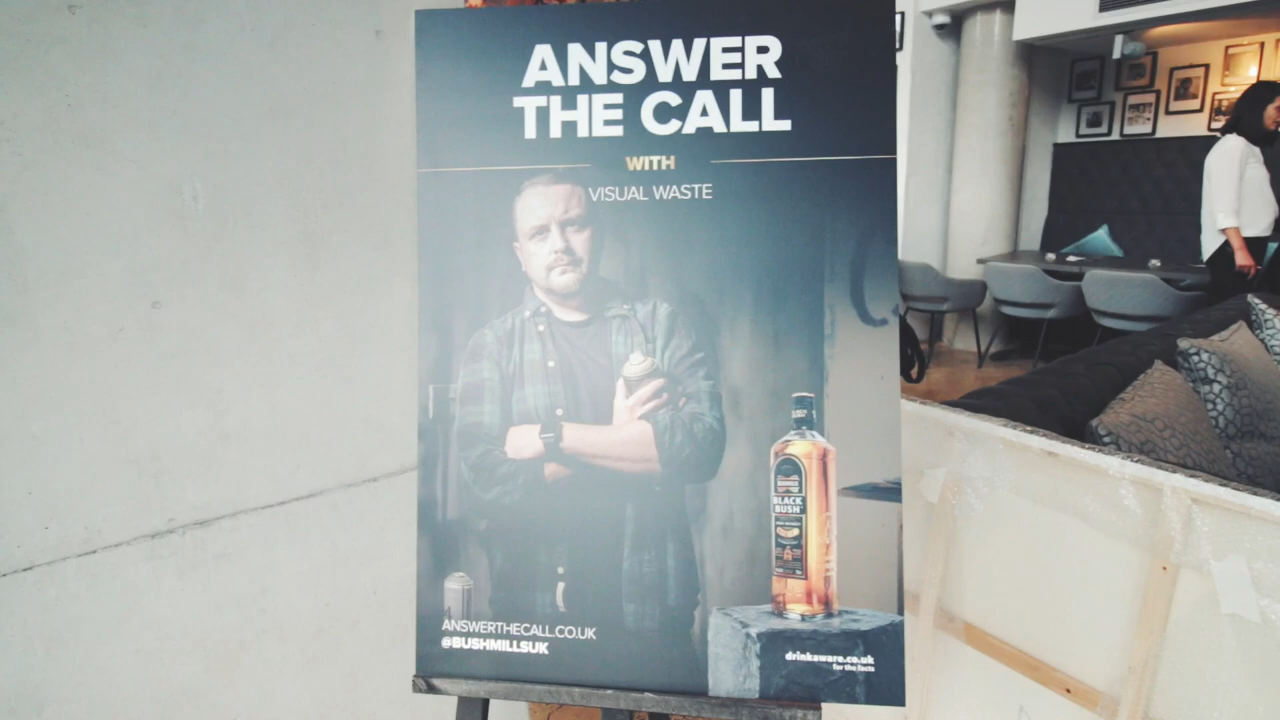 ANSWER
THE CALL
WITH
VISUAL WASTE
BLACK
BUSH
ANSWERTHECALL.CO.UK
@BUSHMILLSUK
drinkaware.co.uk
for the facts